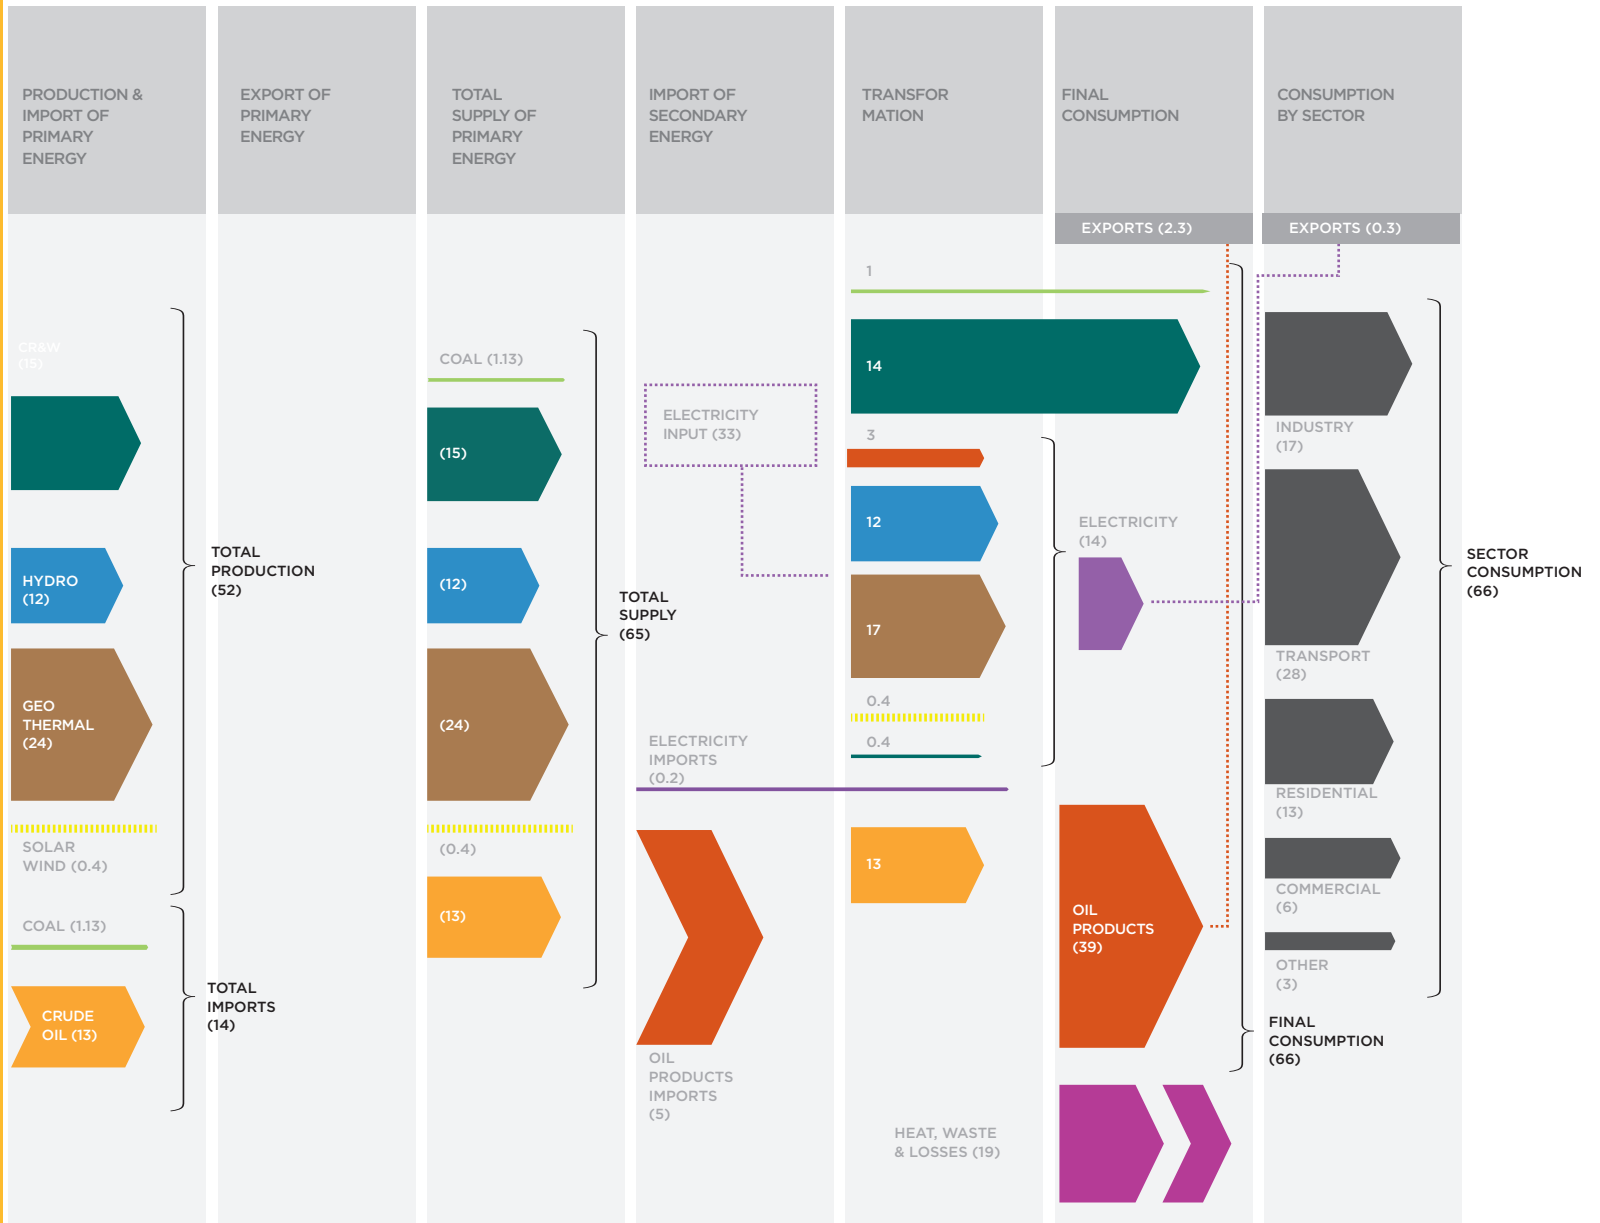 PRODUCTION &
IMPORT OF
PRIMARY
ENERGY
EXPORT OF
PRIMARY
ENERGY
TOTAL
SUPPLY OF
PRIMARY
ENERGY
IMPORT OF
SECONDARY
ENERGY
TRANSFOR
MATION
FINAL
CONSUMPTION
CONSUMPTION
BY SECTOR
EXPORTS (2.3)
EXPORTS (0.3)
CR&W
(15)
HYDRO
(12)
GEO
THERMAL
(24)
SOLAR
WIND (0.4)
COAL (1.13)
CRUDE
OIL (13)
TOTAL
PRODUCTION
(52)
TOTAL
IMPORTS
(14)
COAL (1.13)
(15)
(12)
(24)
(0.4)
(13)
TOTAL
SUPPLY
(65)
ELECTRICITY
INPUT (33)
ELECTRICITY
IMPORTS
(0.2)
OIL
PRODUCTS
IMPORTS
(5)
1
14
3
12
17
0.4
0.4
13
HEAT, WASTE
& LOSSES (19)
ELECTRICITY
(14)
OIL
PRODUCTS
(39)
FINAL
CONSUMPTION
(66)
INDUSTRY
(17)
TRANSPORT
(28)
RESIDENTIAL
(13)
COMMERCIAL
(6)
OTHER
(3)
SECTOR
CONSUMPTION
(66)